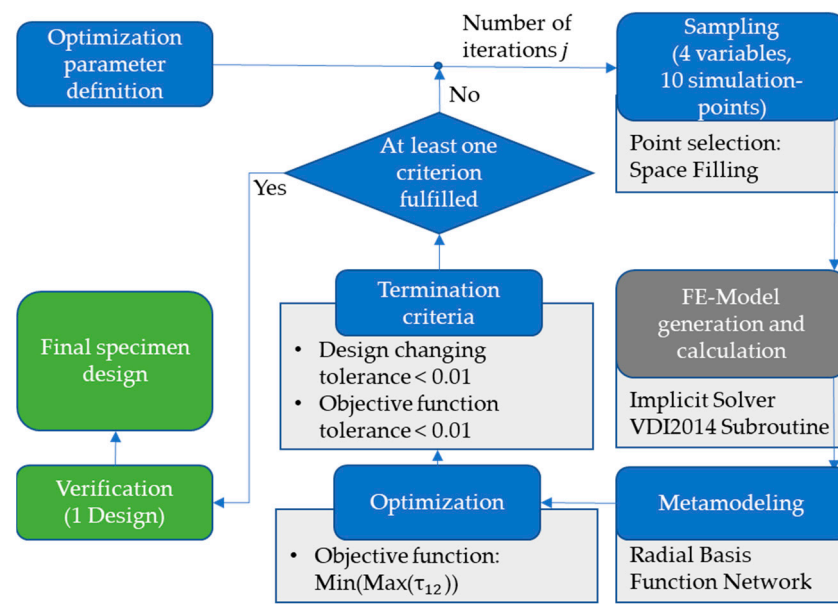 Optimization
parameter
definition
Number of
iterations j
Sampling
(4 variables,
10 simulation-
points)
Point selection:
Space Filling
No
At least one
criterion
fulfilled
Yes
FE-Model
generation and
calculation
Implicit Solver
VDI2014 Subroutine
Termination
criteria
• Design changing
tolerance < 0.01
• Objective function
tolerance < 0.01
Final specimen
design
Verification
(1 Design)
Optimization
• Objective function:
Min(Max(τ₁₂))
Metamodeling
Radial Basis
Function Network